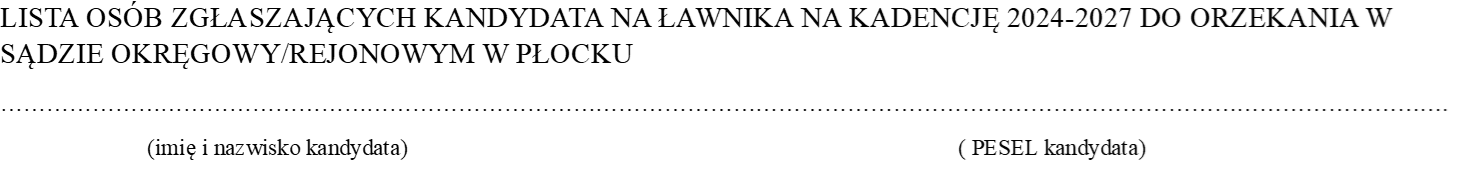 LISTA OSÓB ZGŁASZAJĄCYCH KANDYDATA NA ŁAWNIKA NA KADENCJĘ 2024-2027 DO ORZEKANIA W
SĄDZIE OKRĘGOWY/REJONOWYM W PŁOCKU
……………………………………………………………………………………………………………………………………………………………………….
(imię i nazwisko kandydata) ( PESEL kandydata)